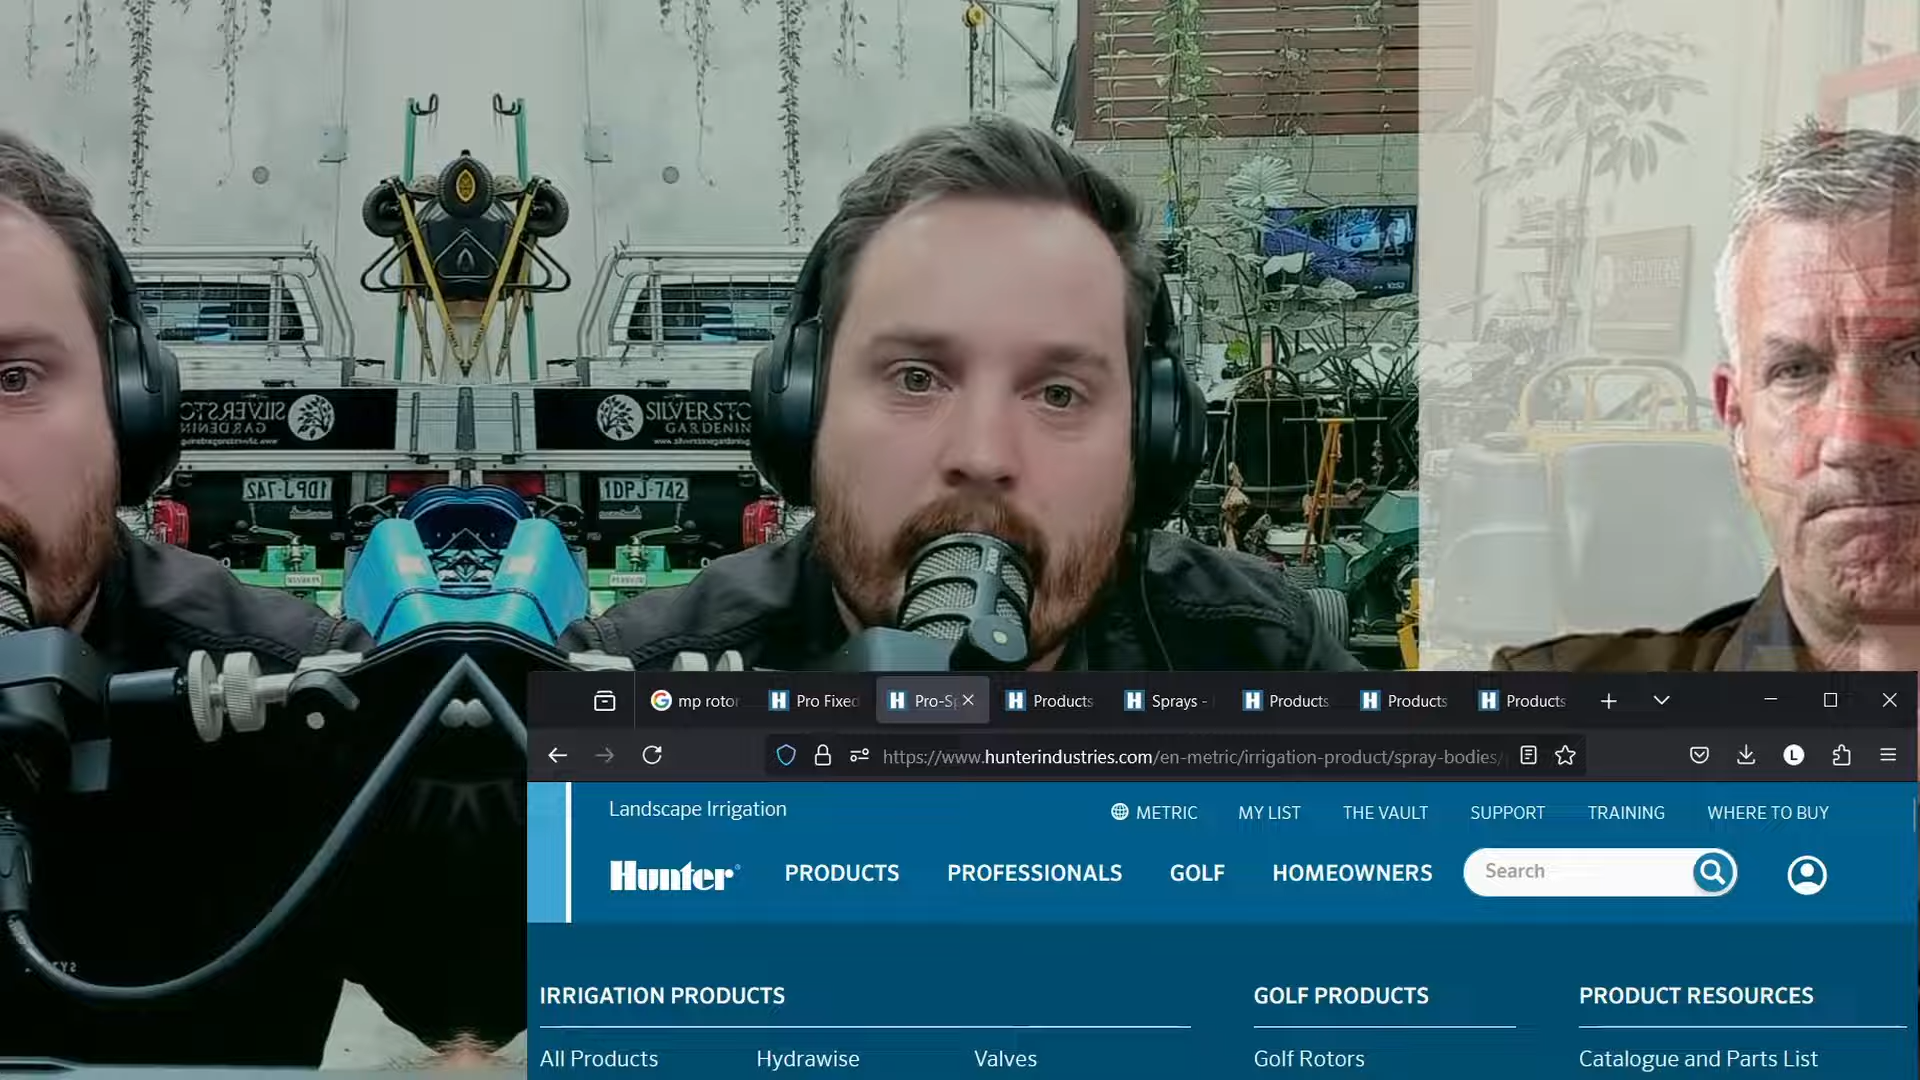 SILVERSTO
GARDENIN
1DPJ-742
mp roto
Pro Fixed
Pro-S
Products
Sprays -
Products
Products
Products
https://www.hunterindustries.com/en-metric/irrigation-product/spray-bodies/
L
Landscape Irrigation
METRIC
MY LIST
THE VAULT
SUPPORT
TRAINING
WHERE TO BUY
Hunter
PRODUCTS
PROFESSIONALS
GOLF
HOMEOWNERS
Search
IRRIGATION PRODUCTS
GOLF PRODUCTS
PRODUCT RESOURCES
All Products
Hydrawise
Valves
Golf Rotors
Catalogue and Parts List